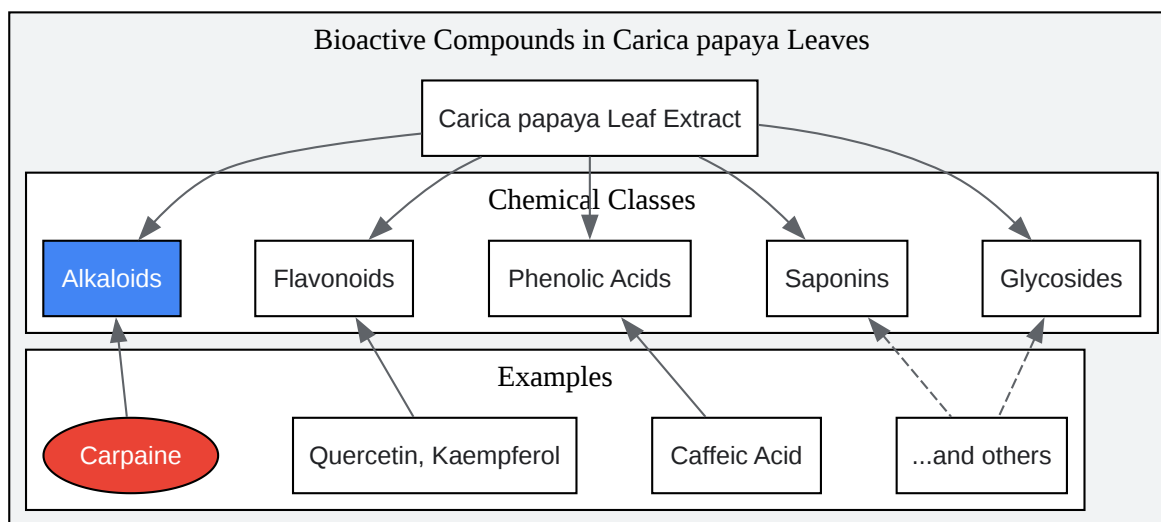 Bioactive Compounds in Carica papaya Leaves
Carica papaya Leaf Extract
Chemical Classes
Alkaloids
Flavonoids
Phenolic Acids
Saponins
Glycosides
Examples
Carpaine
Quercetin, Kaempferol
Caffeic Acid
...and others